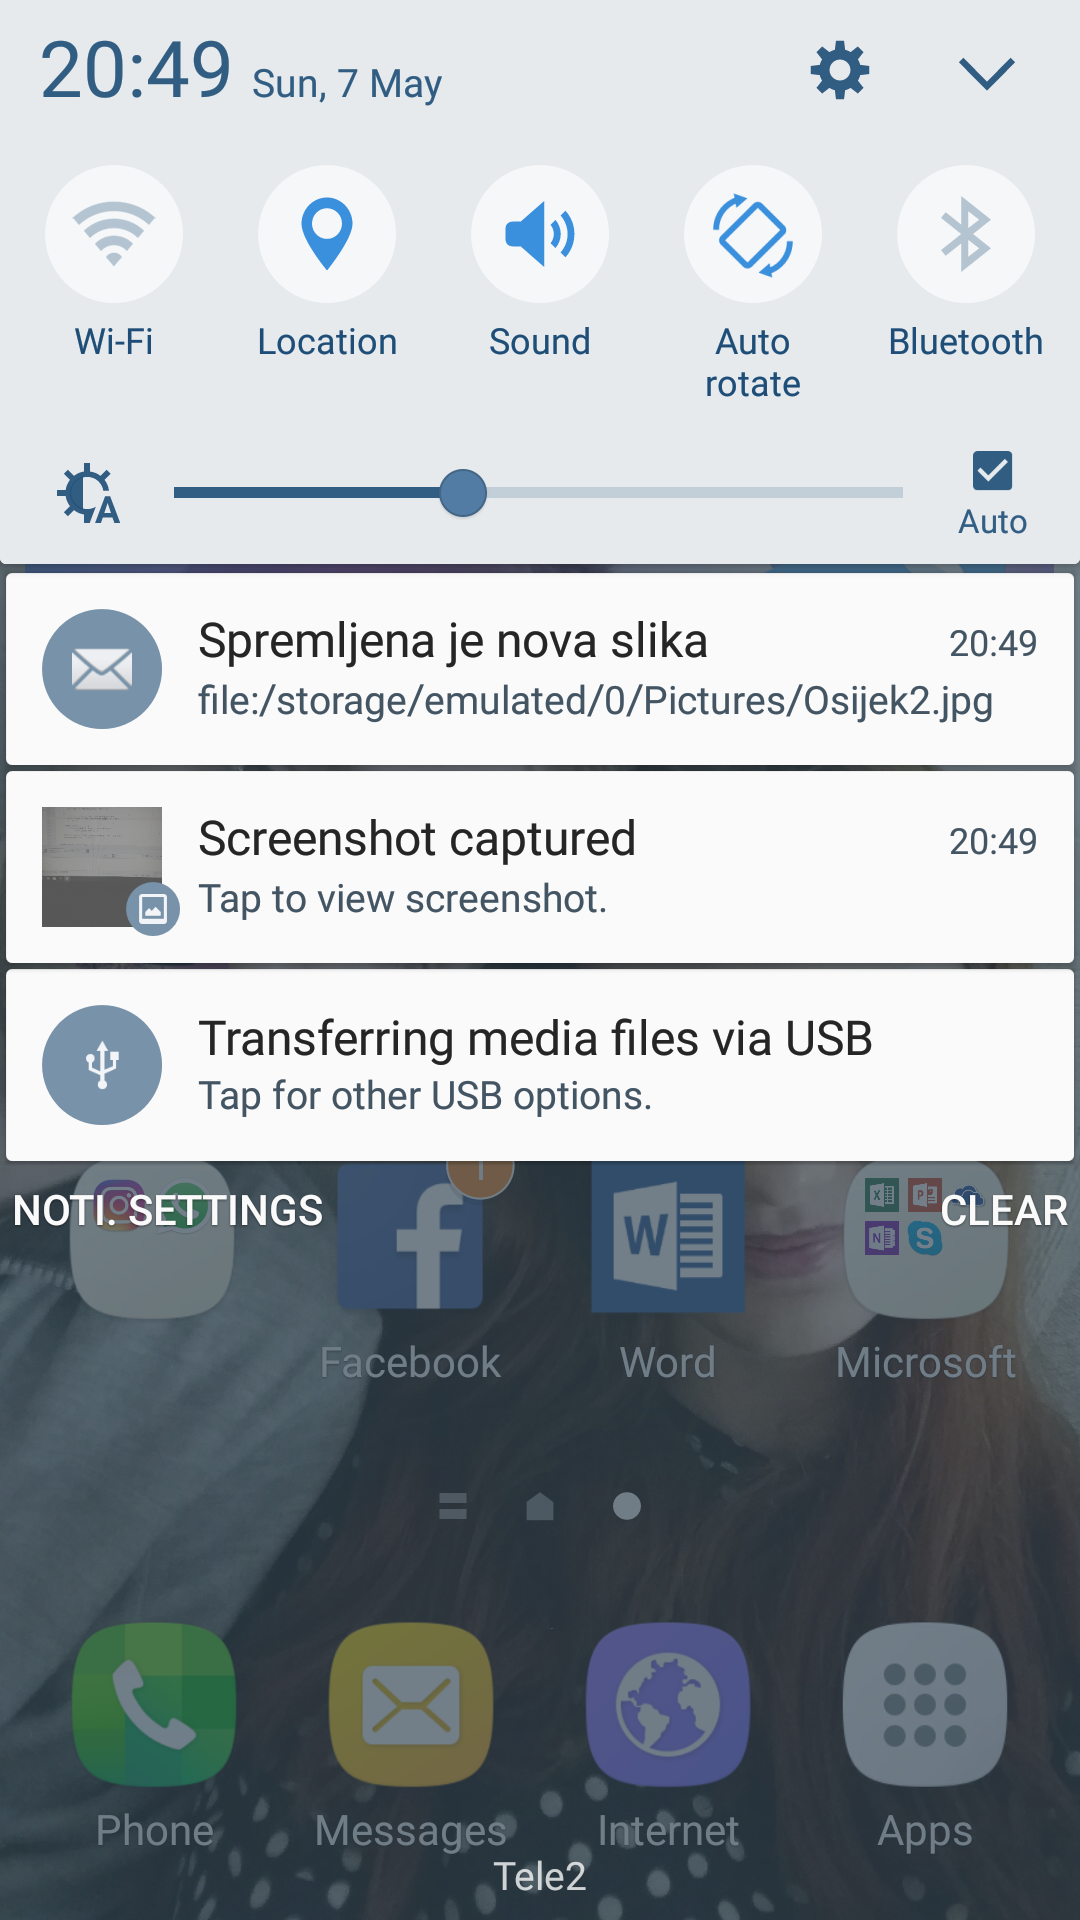 20:49 Sun, 7 May
Wi-Fi
Location
Sound
Auto
rotate
Bluetooth
A
Auto
Spremljena je nova slika
20:49
file:/storage/emulated/0/Pictures/Osijek2.jpg
Screenshot captured
20:49
Tap to view screenshot.
Transferring media files via USB
Tap for other USB options.
NOTI. SETTINGS
CLEAR
Facebook
Word
Microsoft
Phone
Messages
Internet
Apps
Tele2